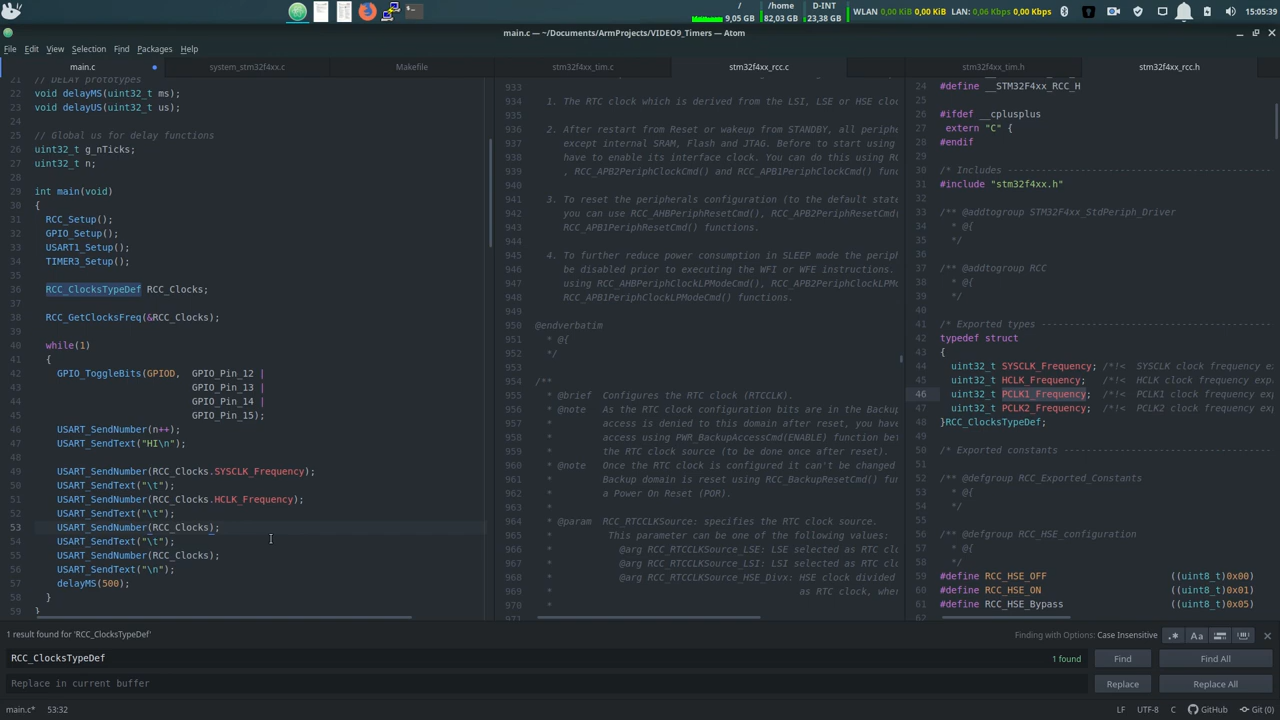 /
/home
D-INT
9,05 GB
82,03 GB
23,38 GB
WLAN 0,00 KiB 0,00 KiB
LAN: 0,06 Kbps 0,00 Kbps
15:05:39
main.c — ~/Documents/ArmProjects/VIDEO9_Timers — Atom
File Edit View Selection Find Packages Help
main.c
system_stm32f4xx.c
Makefile
stm32f4xx_tim.c
stm32f4xx_rcc.c
stm32f4xx_tim.h
stm32f4xx_rcc.h
21 // DELAY prototypes
22 void delayMS(uint32_t ms);
23 void delayUS(uint32_t us);
24
25 // Global us for delay functions
26 uint32_t g_nTicks;
27 uint32_t n;
28
29 int main(void)
30 {
31 RCC_Setup();
32 GPIO_Setup();
33 USART1_Setup();
34 TIMER3_Setup();
35
36 RCC_ClocksTypeDef RCC_Clocks;
37
38 RCC_GetClocksFreq(&RCC_Clocks);
39
40 while(1)
41 {
42 GPIO_ToggleBits(GPIOD, GPIO_Pin_12 |
43 GPIO_Pin_13 |
44 GPIO_Pin_14 |
45 GPIO_Pin_15);
46 USART_SendNumber(n++);
47 USART_SendText("HI\n");
48
49 USART_SendNumber(RCC_Clocks.SYSCLK_Frequency);
50 USART_SendText("\t");
51 USART_SendNumber(RCC_Clocks.HCLK_Frequency);
52 USART_SendText("\t");
53 USART_SendNumber(RCC_Clocks);
54 USART_SendText("\t");
55 USART_SendNumber(RCC_Clocks);
56 USART_SendText("\n");
57 delayMS(500);
58 }
59 }
933
934 1. The RTC clock which is derived from the LSI, LSE or HSE cloc
935
936 2. After restart from Reset or wakeup from STANDBY, all periphe
937 except internal SRAM, Flash and JTAG. Before to start using
938 have to enable its interface clock. You can do this using RC
939 , RCC_APB2PeriphClockCmd() and RCC_APB1PeriphClockCmd() func
940
941 3. To reset the peripherals configuration (to the default state
942 you can use RCC_AHBPeriphResetCmd(), RCC_APB2PeriphResetCmd(
943 RCC_APB1PeriphResetCmd() functions.
944
945 4. To further reduce power consumption in SLEEP mode the periph
946 be disabled prior to executing the WFI or WFE instructions.
947 using RCC_AHBPeriphClockLPModeCmd(), RCC_APB2PeriphClockLPMo
948 RCC_APB1PeriphClockLPModeCmd() functions.
949
950 @endverbatim
951 * @{
952 */
953
954 /**
955 * @brief Configures the RTC clock (RTCCLK).
956 * @note As the RTC clock configuration bits are in the Backup
957 * access is denied to this domain after reset, you have
958 * access using PWR_BackupAccessCmd(ENABLE) function bef
959 * the RTC clock source (to be done once after reset).
960 * @note Once the RTC clock is configured it can't be changed
961 * Backup domain is reset using RCC_BackupResetCmd() func
962 * a Power On Reset (POR).
963 *
964 * @param RCC_RTCCLKSource: specifies the RTC clock source.
965 * This parameter can be one of the following values:
966 * @arg RCC_RTCCLKSource_LSE: LSE selected as RTC clo
967 * @arg RCC_RTCCLKSource_LSI: LSI selected as RTC clo
968 * @arg RCC_RTCCLKSource_HSE_Divx: HSE clock divided
969 * as RTC clock, wher
970 *
971
24 #define __STM32F4xx_RCC_H
25
26 #ifdef __cplusplus
27 extern "C" {
28 #endif
29
30 /* Includes ------------------------------------
31 #include "stm32f4xx.h"
32
33 /** @addtogroup STM32F4xx_StdPeriph_Driver
34 * @{
35 */
36
37 /** @addtogroup RCC
38 * @{
39 */
40
41 /* Exported types ------------------------------
42 typedef struct
43 {
44 uint32_t SYSCLK_Frequency; /*!< SYSCLK clock frequency e
45 uint32_t HCLK_Frequency; /*!< HCLK clock frequency exp
46 uint32_t PCLK1_Frequency; /*!< PCLK1 clock frequency ex
47 uint32_t PCLK2_Frequency; /*!< PCLK2 clock frequency ex
48 }RCC_ClocksTypeDef;
49
50 /* Exported constants --------------------------
51
52 /** @defgroup RCC_Exported_Constants
53 * @{
54 */
55
56 /** @defgroup RCC_HSE_configuration
57 * @{
58 */
59 #define RCC_HSE_OFF ((uint8_t)0x00)
60 #define RCC_HSE_ON ((uint8_t)0x01)
61 #define RCC_HSE_Bypass ((uint8_t)0x05)
62
1 result found for 'RCC_ClocksTypeDef'
Finding with Options: Case Insensitive
.* Aa
RCC_ClocksTypeDef
1 found
Find
Find All
Replace in current buffer
Replace
Replace All
main.c* 53:32
LF UTF-8 C GitHub Git (0)